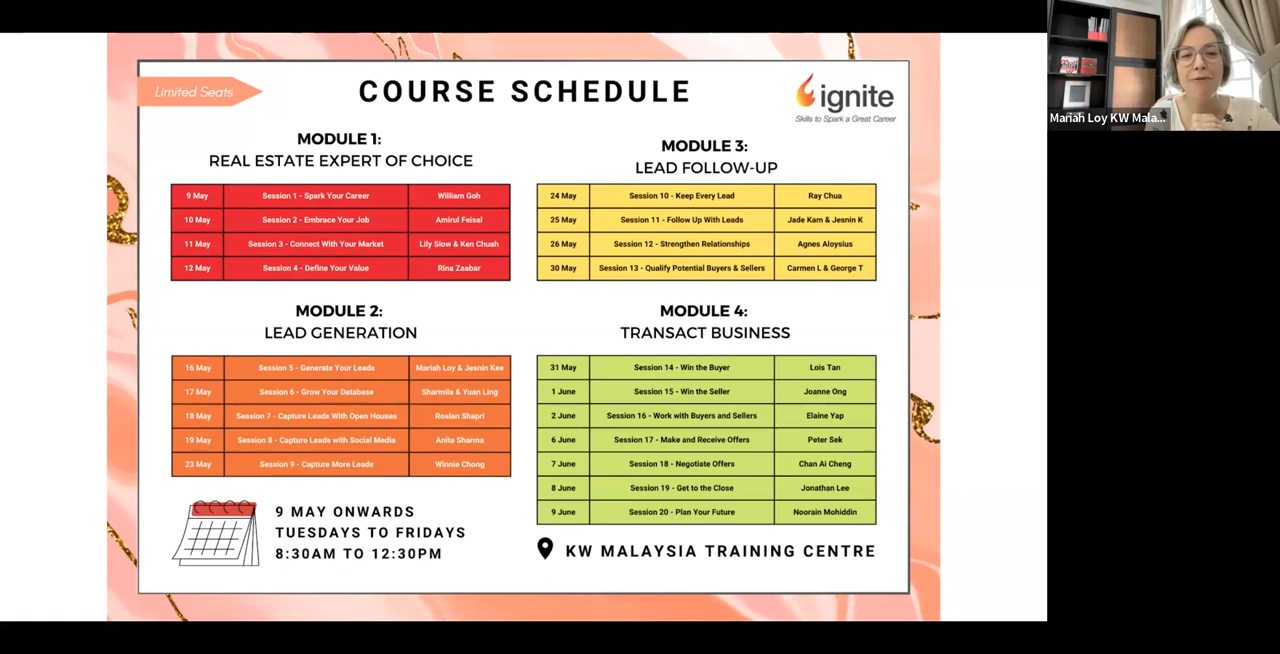 Limited Seats
COURSE SCHEDULE
ignite
Skills to Spark a Great Career
MODULE 1:
REAL ESTATE EXPERT OF CHOICE
9 May Session 1 - Spark Your Career William Goh
10 May Session 2 - Embrace Your Job Amirul Feisal
11 May Session 3 - Connect With Your Market Lily Siow & Ken Chuah
12 May Session 4 - Define Your Value Rina Zaabar
MODULE 2:
LEAD GENERATION
16 May Session 5 - Generate Your Leads Mariah Loy & Jesnin Kee
17 May Session 6 - Grow Your Database Sharmila & Yuan Ling
18 May Session 7 - Capture Leads With Open Houses Roslan Shapri
19 May Session 8 - Capture Leads with Social Media Anita Sharma
23 May Session 9 - Capture More Leads Winnie Chong
9 MAY ONWARDS
TUESDAYS TO FRIDAYS
8:30AM TO 12:30PM
MODULE 3:
LEAD FOLLOW-UP
24 May Session 10 - Keep Every Lead Ray Chua
25 May Session 11 - Follow Up With Leads Jade Kam & Jesnin K
26 May Session 12 - Strengthen Relationships Agnes Aloysius
30 May Session 13 - Qualify Potential Buyers & Sellers Carmen L & George T
MODULE 4:
TRANSACT BUSINESS
31 May Session 14 - Win the Buyer Lois Tan
1 June Session 15 - Win the Seller Joanne Ong
2 June Session 16 - Work with Buyers and Sellers Elaine Yap
6 June Session 17 - Make and Receive Offers Peter Sek
7 June Session 18 - Negotiate Offers Chan Ai Cheng
8 June Session 19 - Get to the Close Jonathan Lee
9 June Session 20 - Plan Your Future Noorain Mohiddin
KW MALAYSIA TRAINING CENTRE
Mariah Loy KW Mala...